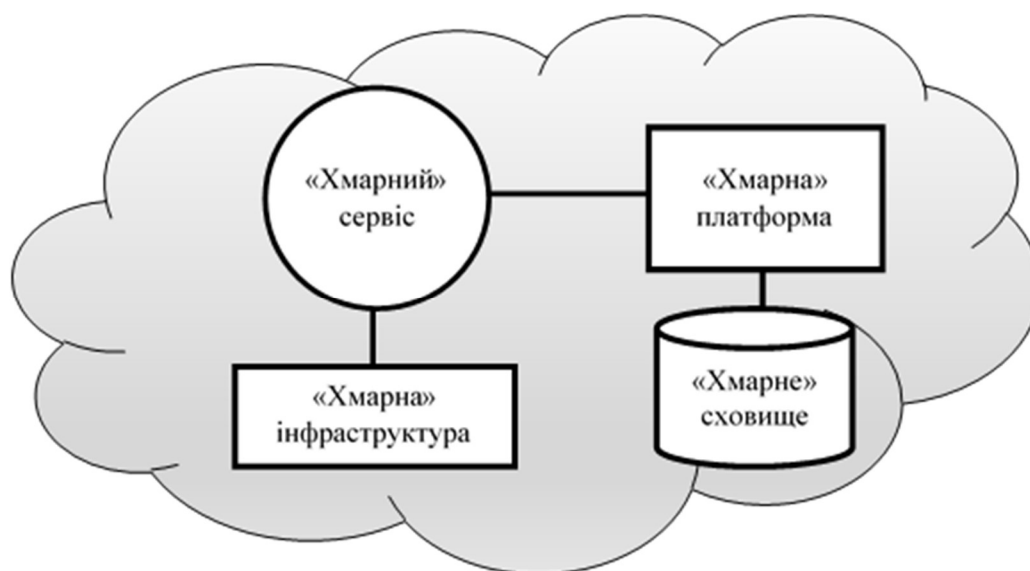 «Хмарний»
сервіс
«Хмарна»
платформа
«Хмарна»
інфраструктура
«Хмарне»
сховище